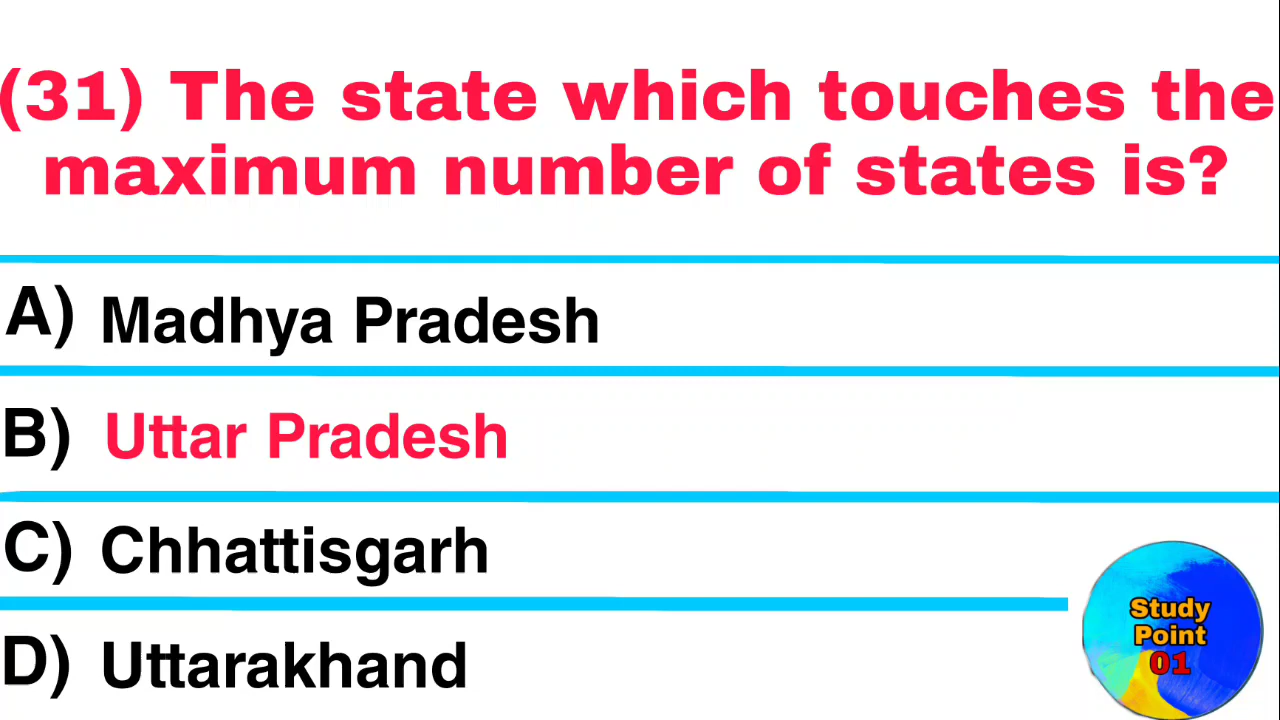 (31) The state which touches the
maximum number of states is?
A) Madhya Pradesh
B) Uttar Pradesh
C) Chhattisgarh
D) Uttarakhand
Study
Point
01